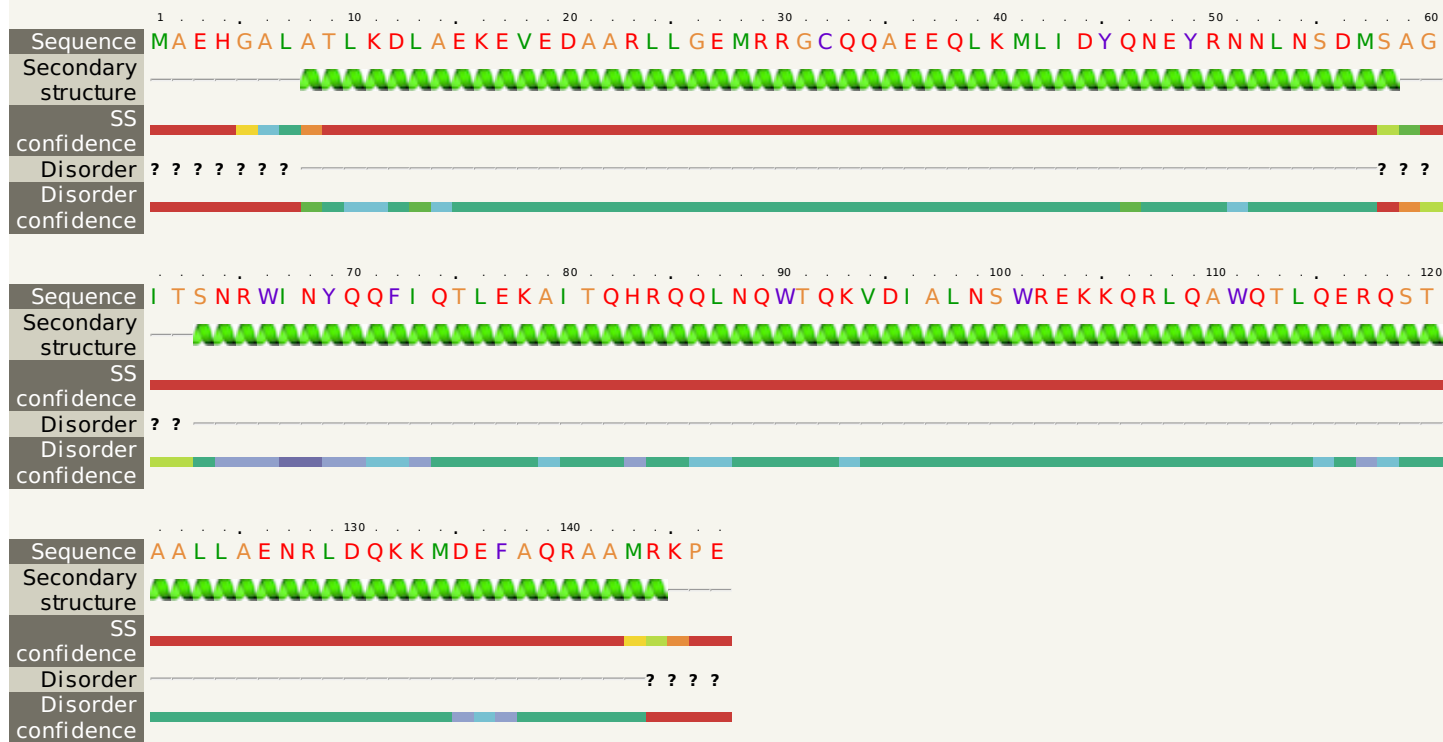 1 10 20 30 40 50 60
Sequence M A E H G A L A T L K D L A E K E V E D A A R L L G E M R R G C Q Q A E E Q L K M L I D Y Q N E Y R N N L N S D M S A G
Secondary
structure
SS
confidence
Disorder ? ? ? ? ? ? ? ? ? ?
Disorder
confidence
70 80 90 100 110 120
Sequence I T S N R W I N Y Q Q F I Q T L E K A I T Q H R Q Q L N Q W T Q K V D I A L N S W R E K K Q R L Q A W Q T L Q E R Q S T
Secondary
structure
SS
confidence
Disorder ? ?
Disorder
confidence
130 140
Sequence A A L L A E N R L D Q K K M D E F A Q R A A M R K P E
Secondary
structure
SS
confidence
Disorder ? ? ? ?
Disorder
confidence